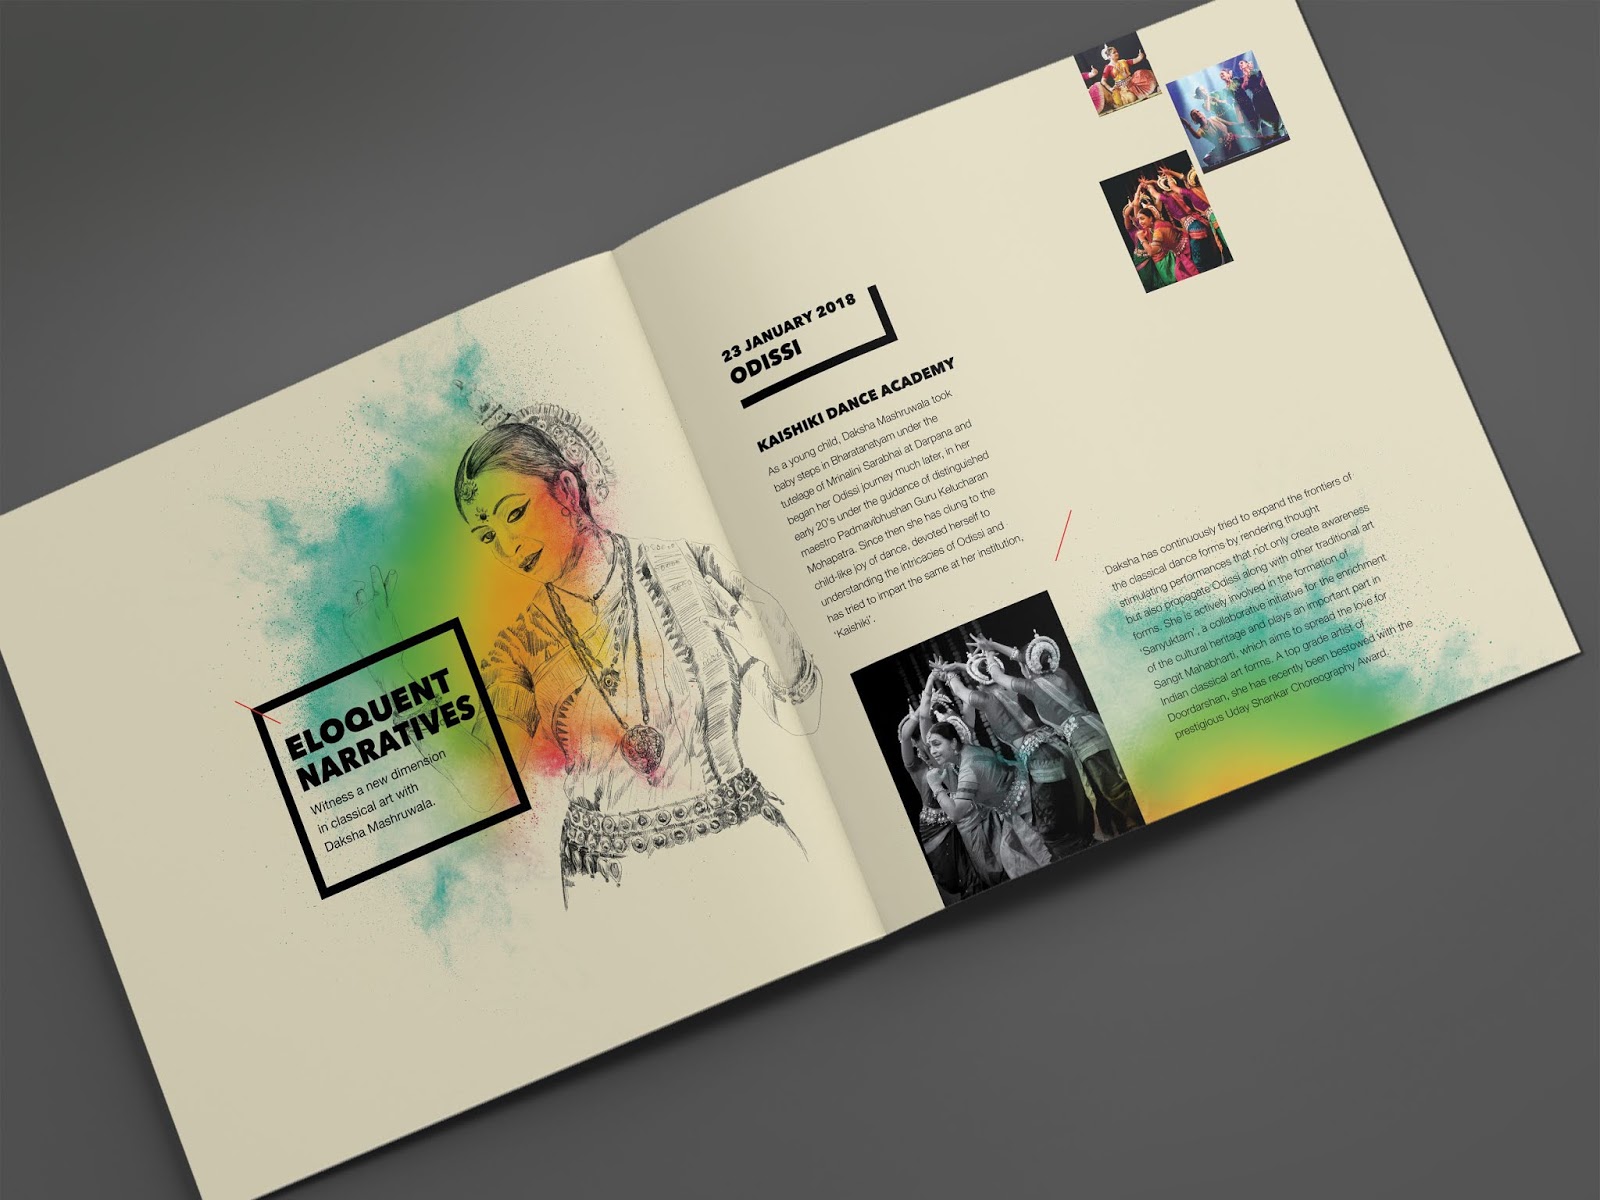 ELOQUENT
NARRATIVES
Witness a new dimension
in classical art with
Daksha Mashruwala.
23 JANUARY 2018
ODISSI
KAISHIKI DANCE ACADEMY
As a young child, Daksha Mashruwala took
baby steps in Bharatanatyam under the
tutelage of Mrinalini Sarabhai at Darpana and
began her Odissi journey much later, in her
early 20's under the guidance of distinguished
maestro Padmavibhushan Guru Kelucharan
Mohapatra. Since then she has clung to the
child-like joy of dance, devoted herself to
understanding the intricacies of Odissi and
has tried to impart the same at her institution,
'Kaishiki'.
Daksha has continuously tried to expand the frontiers of
the classical dance forms by rendering thought
stimulating performances that not only create awareness
but also propagate Odissi along with other traditional art
forms. She is actively involved in the formation of
'Sanyuktam', a collaborative initiative for the enrichment
of the cultural heritage and plays an important part in
Sangit Mahabharti, which aims to spread the love for
Indian classical art forms. A top grade artist of
Doordarshan, she has recently been bestowed with the
prestigious Uday Shankar Choreography Award.